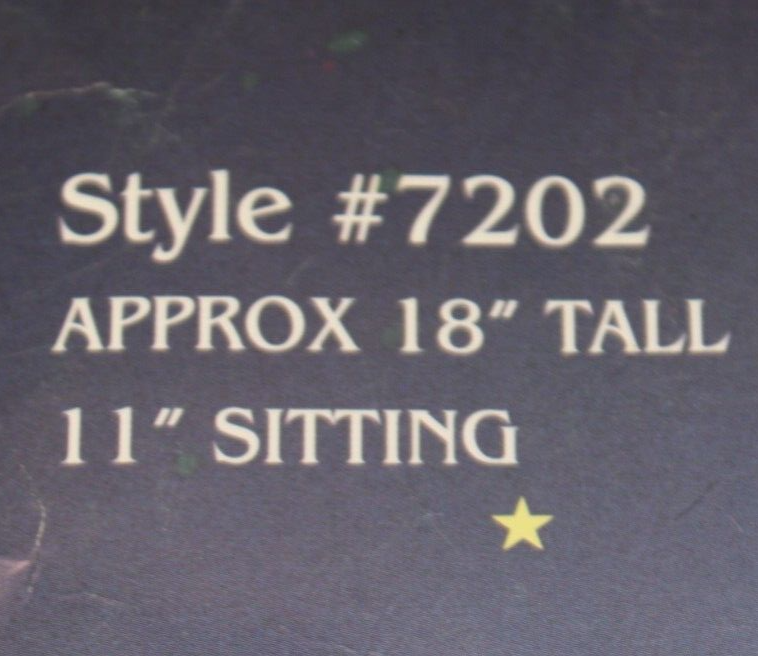 Style #7202
APPROX 18" TALL
11" SITTING